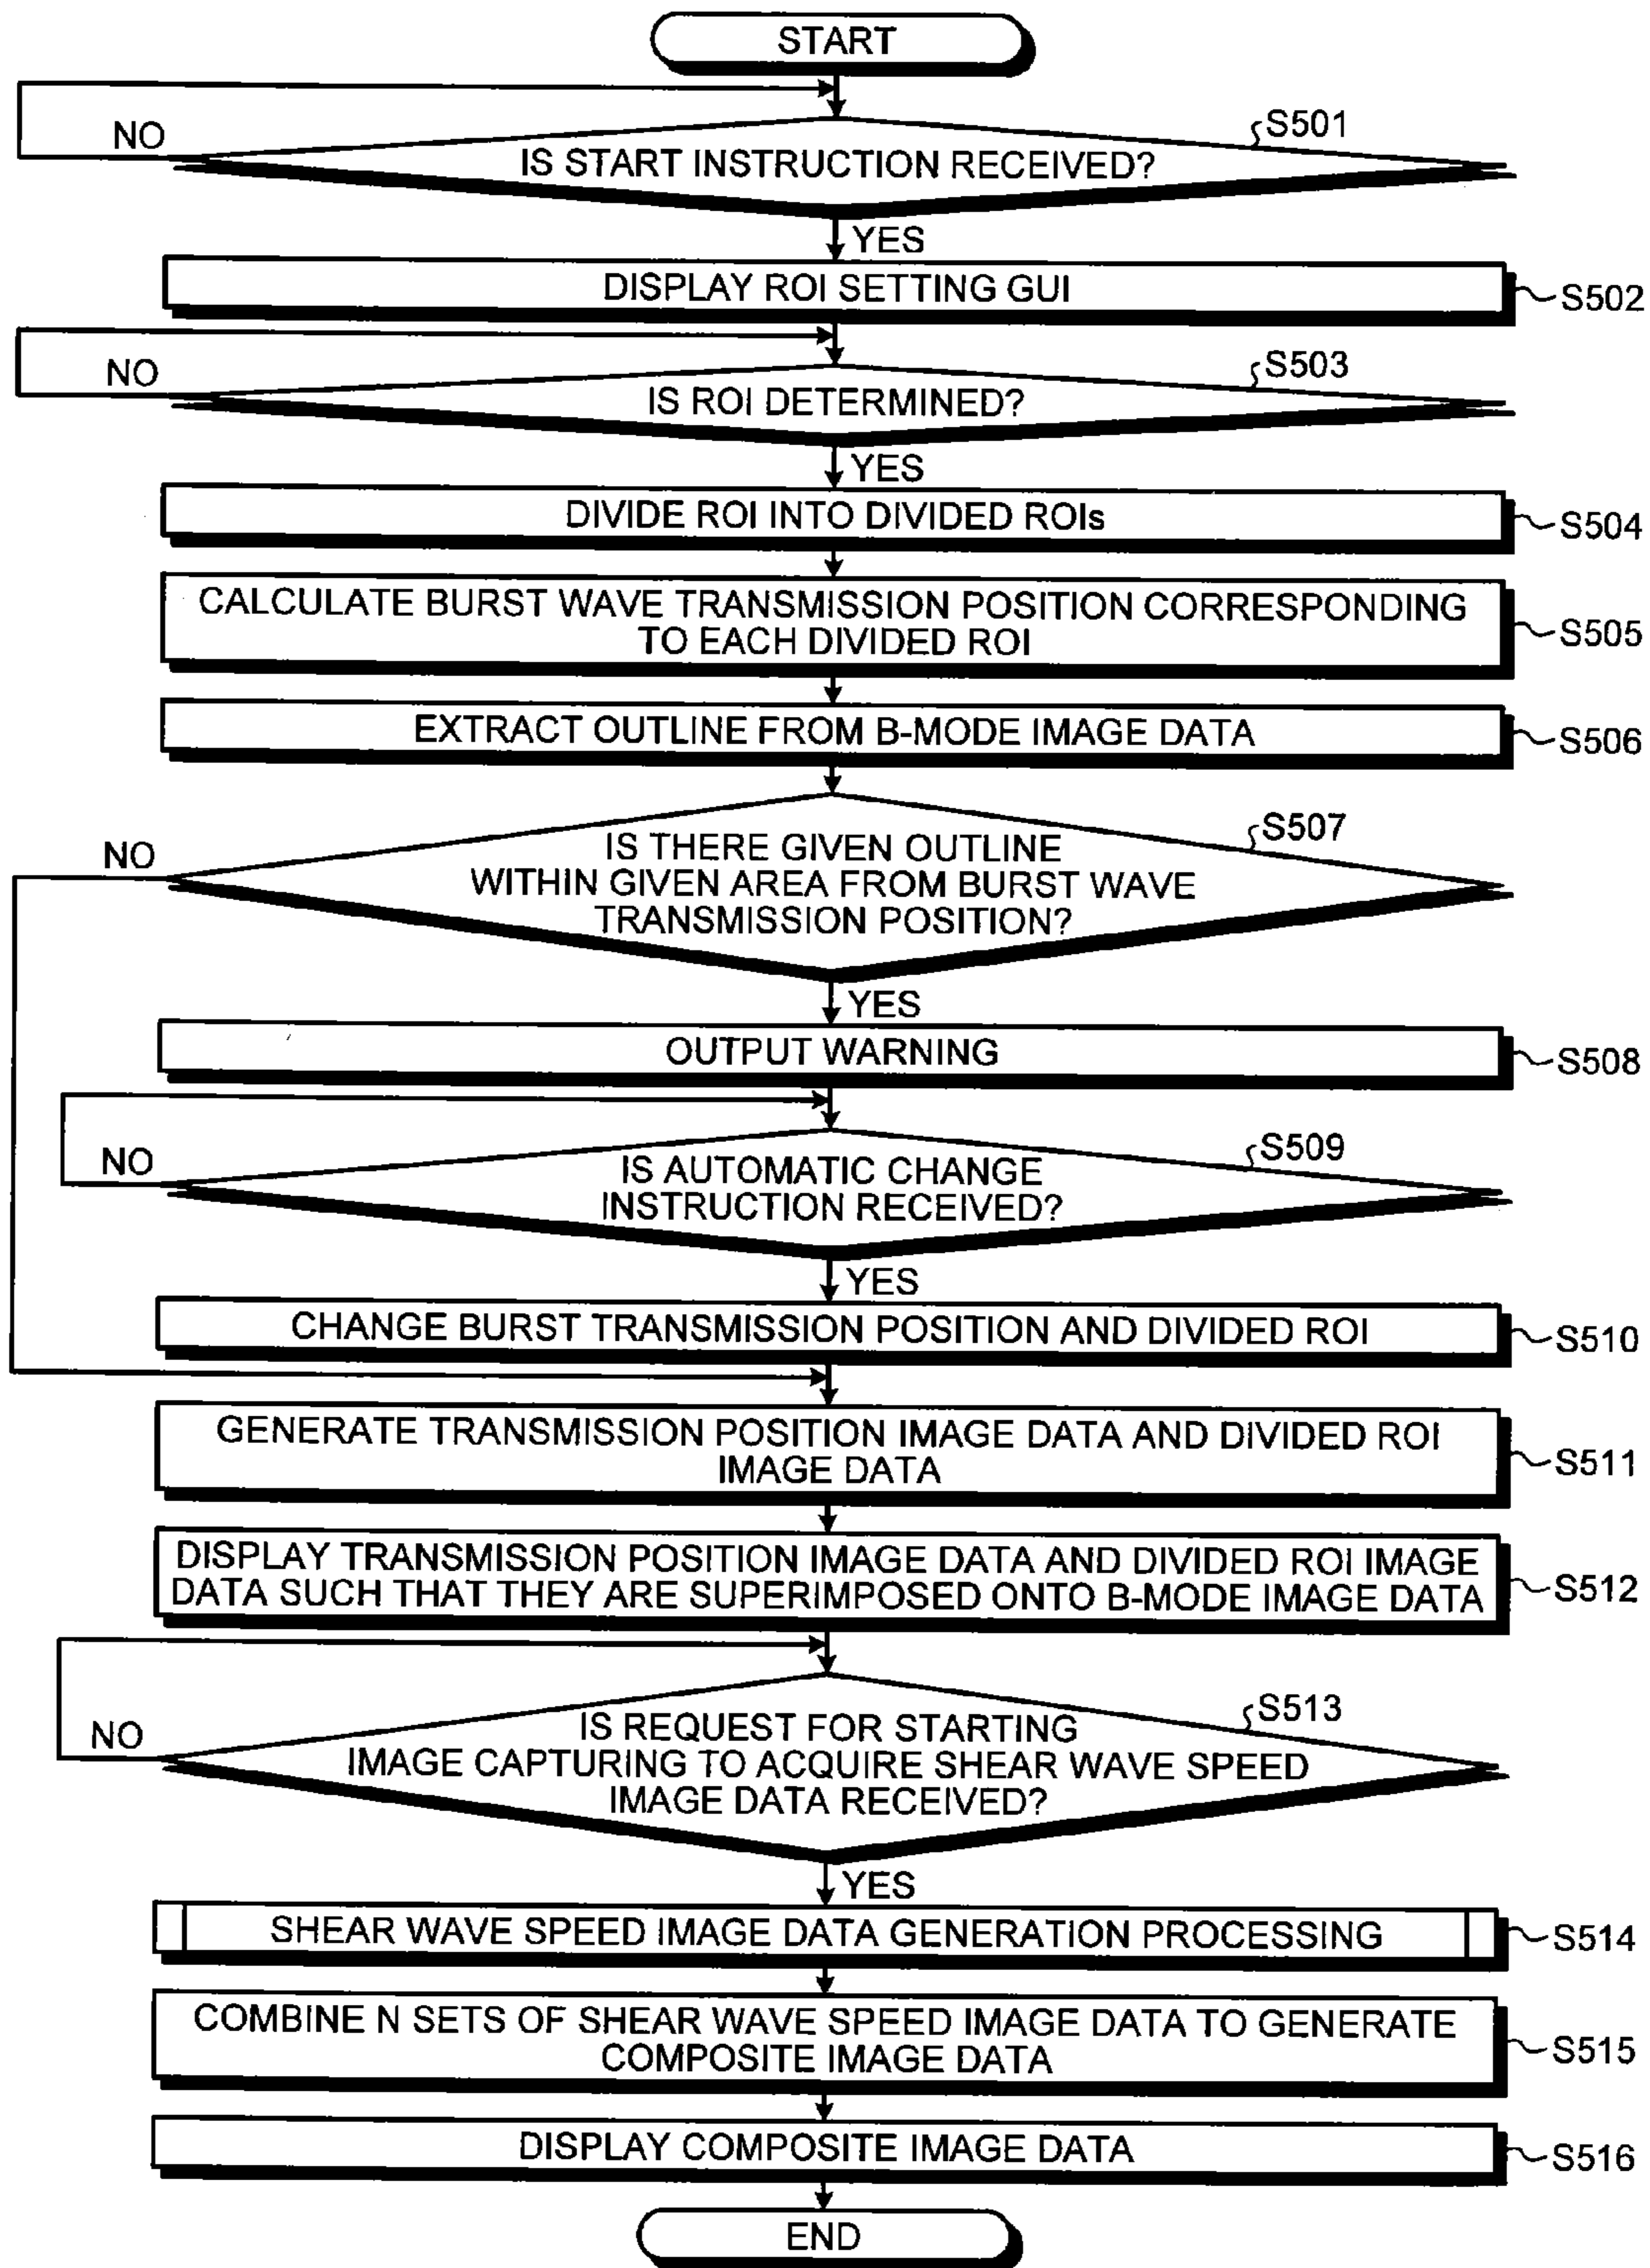 START
NO
S501
IS START INSTRUCTION RECEIVED?
YES
DISPLAY ROI SETTING GUI
S502
NO
S503
IS ROI DETERMINED?
YES
DIVIDE ROI INTO DIVIDED ROIs
S504
CALCULATE BURST WAVE TRANSMISSION POSITION CORRESPONDING
TO EACH DIVIDED ROI
S505
EXTRACT OUTLINE FROM B-MODE IMAGE DATA
S506
NO
S507
IS THERE GIVEN OUTLINE
WITHIN GIVEN AREA FROM BURST WAVE
TRANSMISSION POSITION?
YES
OUTPUT WARNING
S508
NO
S509
IS AUTOMATIC CHANGE
INSTRUCTION RECEIVED?
YES
CHANGE BURST TRANSMISSION POSITION AND DIVIDED ROI
S510
GENERATE TRANSMISSION POSITION IMAGE DATA AND DIVIDED ROI
IMAGE DATA
S511
DISPLAY TRANSMISSION POSITION IMAGE DATA AND DIVIDED ROI IMAGE
DATA SUCH THAT THEY ARE SUPERIMPOSED ONTO B-MODE IMAGE DATA
S512
NO
S513
IS REQUEST FOR STARTING
IMAGE CAPTURING TO ACQUIRE SHEAR WAVE SPEED
IMAGE DATA RECEIVED?
YES
SHEAR WAVE SPEED IMAGE DATA GENERATION PROCESSING
S514
COMBINE N SETS OF SHEAR WAVE SPEED IMAGE DATA TO GENERATE
COMPOSITE IMAGE DATA
S515
DISPLAY COMPOSITE IMAGE DATA
S516
END